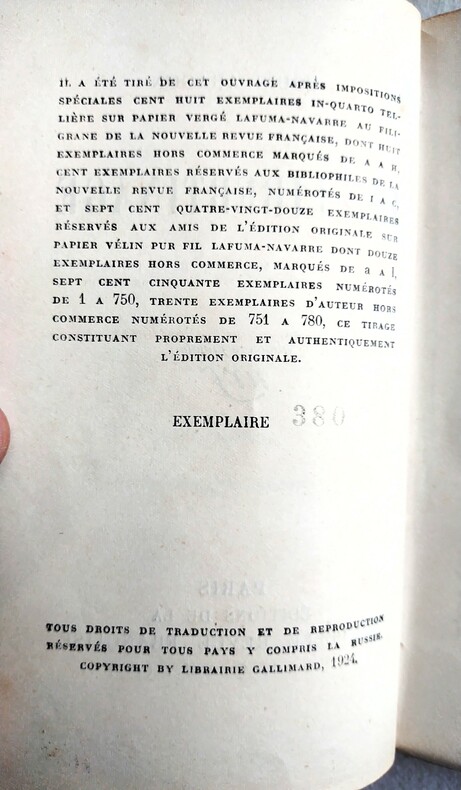 IL A ÉTÉ TIRÉ DE CET OUVRAGE APRÈS IMPOSITIONS
SPÉCIALES CENT HUIT EXEMPLAIRES IN-QUARTO TEL-
LIÈRE SUR PAPIER VERGÉ LAFUMA-NAVARRE AU FILI-
GRANE DE LA NOUVELLE REVUE FRANÇAISE, DONT HUIT
EXEMPLAIRES HORS COMMERCE MARQUÉS DE A A H,
CENT EXEMPLAIRES RÉSERVÉS AUX BIBLIOPHILES DE LA
NOUVELLE REVUE FRANÇAISE, NUMÉROTÉS DE I A C,
ET SEPT CENT QUATRE-VINGT-DOUZE EXEMPLAIRES
RÉSERVÉS AUX AMIS DE L'ÉDITION ORIGINALE SUR
PAPIER VÉLIN PUR FIL LAFUMA-NAVARRE DONT DOUZE
EXEMPLAIRES HORS COMMERCE, MARQUÉS DE a A l,
SEPT CENT CINQUANTE EXEMPLAIRES NUMÉROTÉS
DE 1 A 750, TRENTE EXEMPLAIRES D'AUTEUR HORS
COMMERCE NUMÉROTÉS DE 751 A 780, CE TIRAGE
CONSTITUANT PROPREMENT ET AUTHENTIQUEMENT
L'ÉDITION ORIGINALE.
EXEMPLAIRE 380
TOUS DROITS DE TRADUCTION ET DE REPRODUCTION
RÉSERVÉS POUR TOUS PAYS Y COMPRIS LA RUSSIE.
COPYRIGHT BY LIBRAIRIE GALLIMARD, 1924.